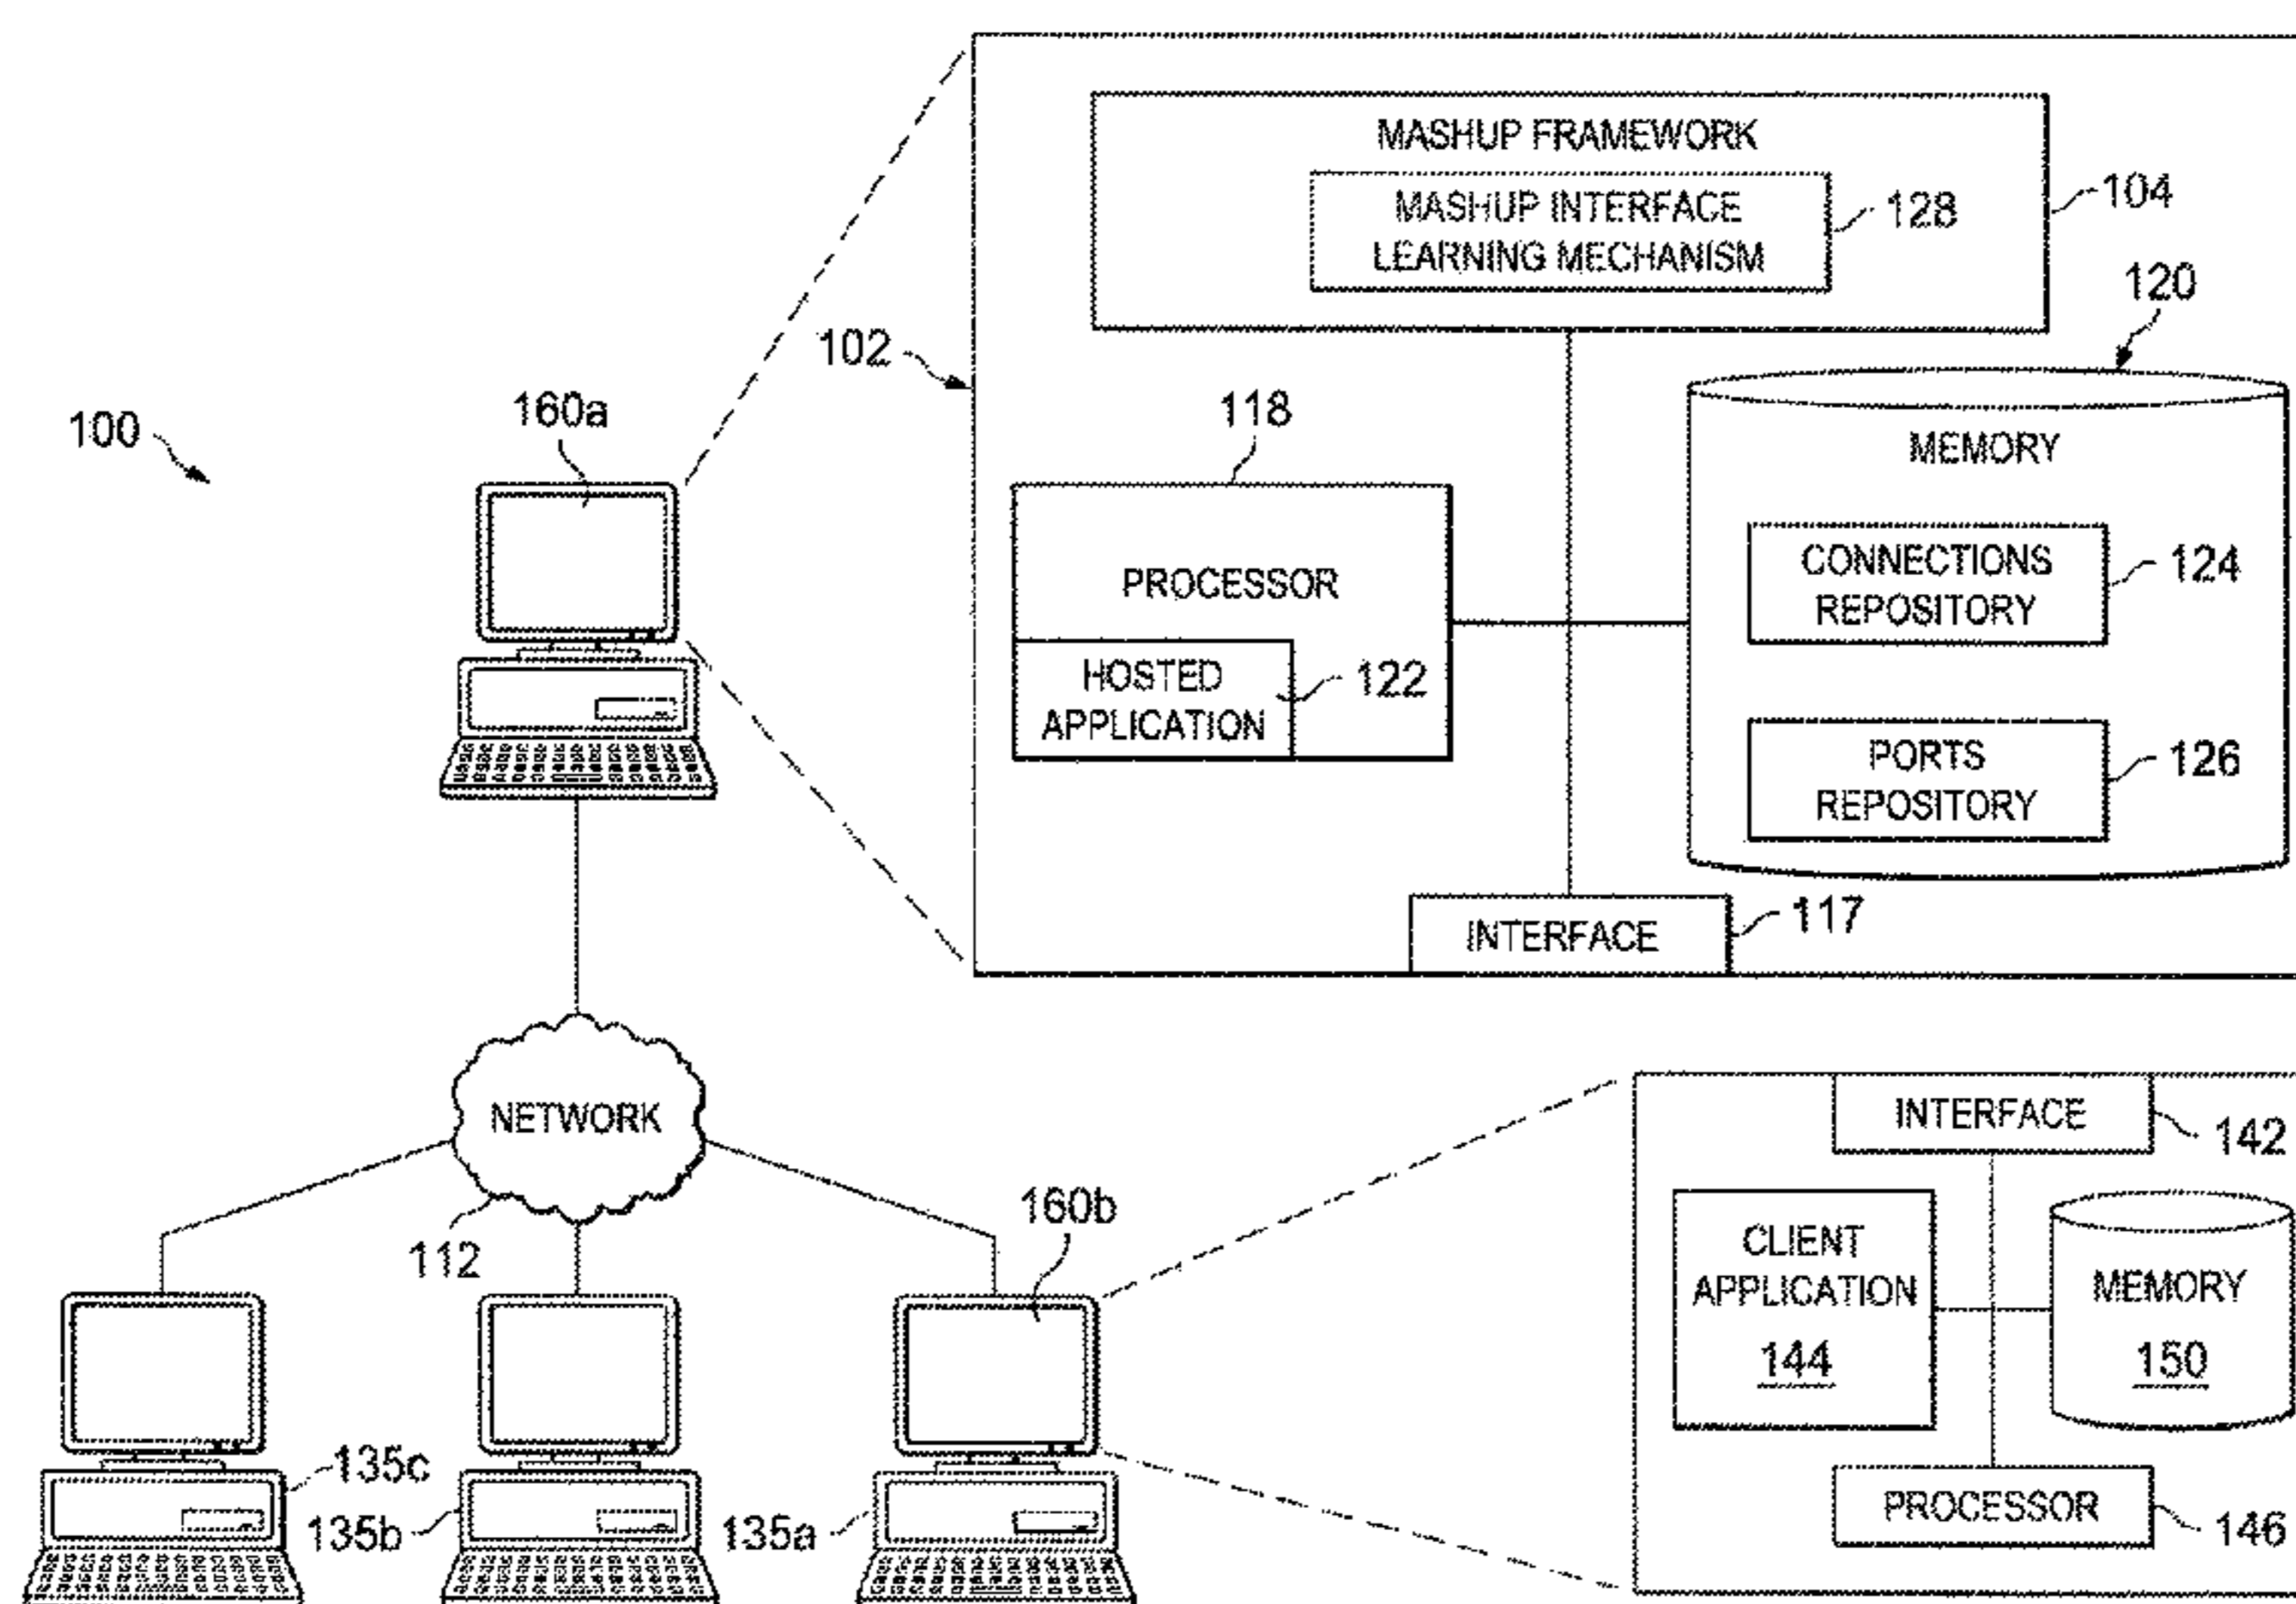 MASHUP FRAMEWORK
MASHUP INTERFACE
LEARNING MECHANISM
128
104
120
102
100
160a
118
MEMORY
PROCESSOR
CONNECTIONS
REPOSITORY
124
HOSTED
APPLICATION
122
PORTS
REPOSITORY
126
INTERFACE
117
NETWORK
112
160b
INTERFACE
142
CLIENT
APPLICATION
144
MEMORY
150
135c
135b
135a
PROCESSOR
146